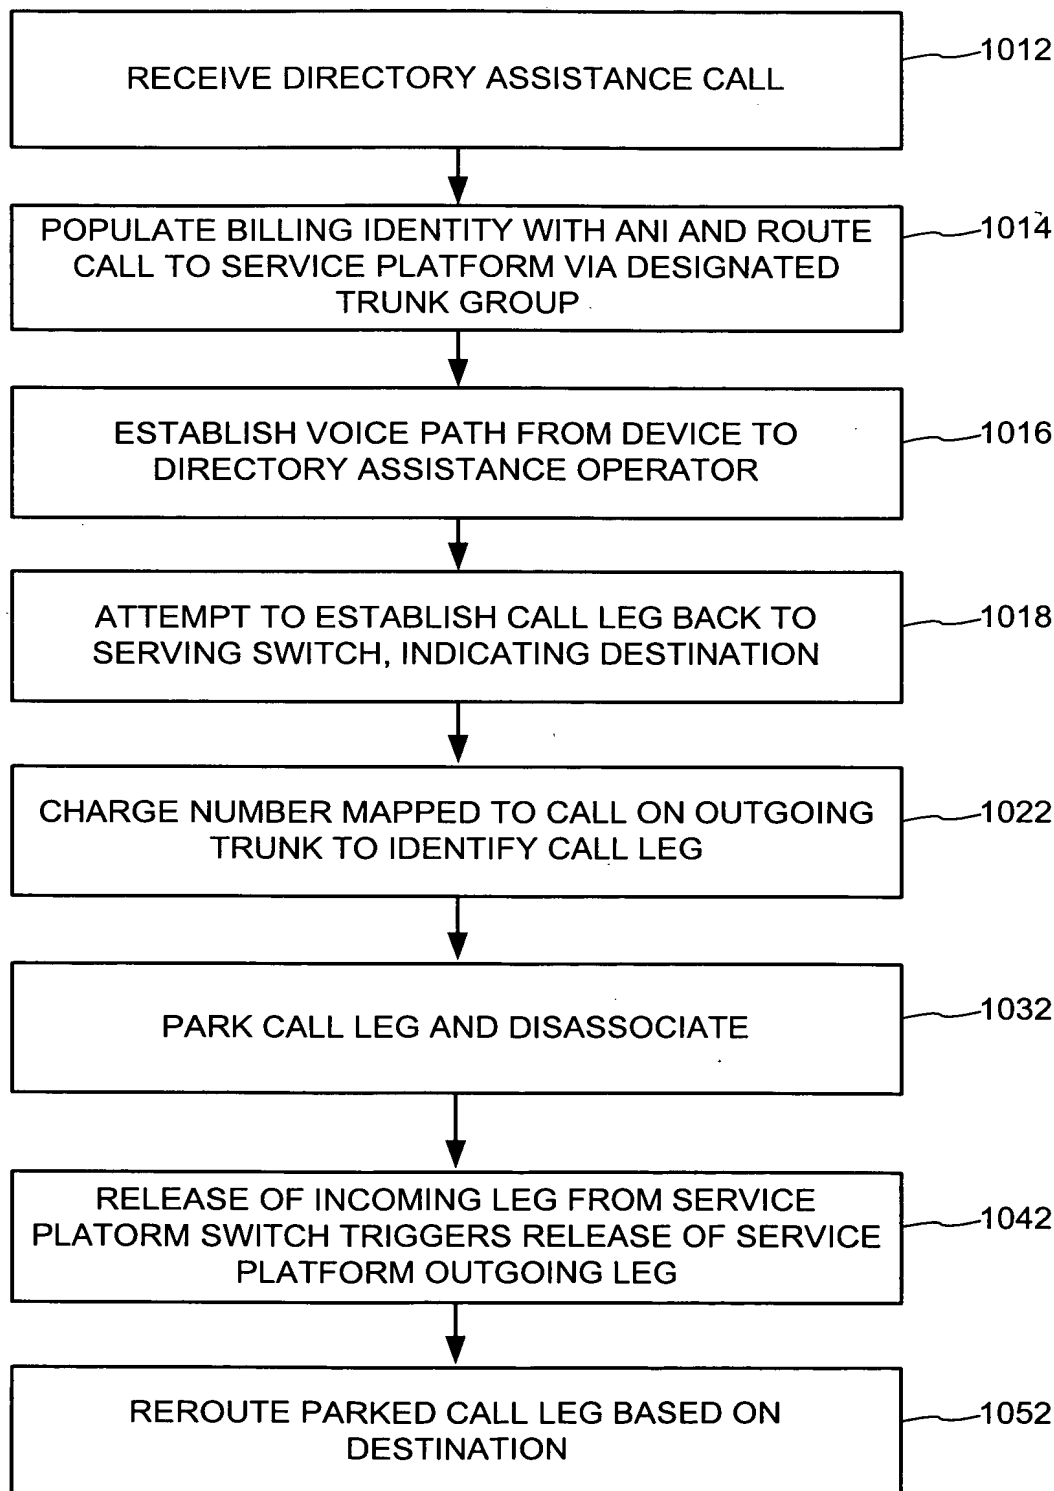 RECEIVE DIRECTORY ASSISTANCE CALL
1012
POPULATE BILLING IDENTITY WITH ANI AND ROUTE
CALL TO SERVICE PLATFORM VIA DESIGNATED
TRUNK GROUP
1014
ESTABLISH VOICE PATH FROM DEVICE TO
DIRECTORY ASSISTANCE OPERATOR
1016
ATTEMPT TO ESTABLISH CALL LEG BACK TO
SERVING SWITCH, INDICATING DESTINATION
1018
CHARGE NUMBER MAPPED TO CALL ON OUTGOING
TRUNK TO IDENTIFY CALL LEG
1022
PARK CALL LEG AND DISASSOCIATE
1032
RELEASE OF INCOMING LEG FROM SERVICE
PLATORM SWITCH TRIGGERS RELEASE OF SERVICE
PLATFORM OUTGOING LEG
1042
REROUTE PARKED CALL LEG BASED ON
DESTINATION
1052